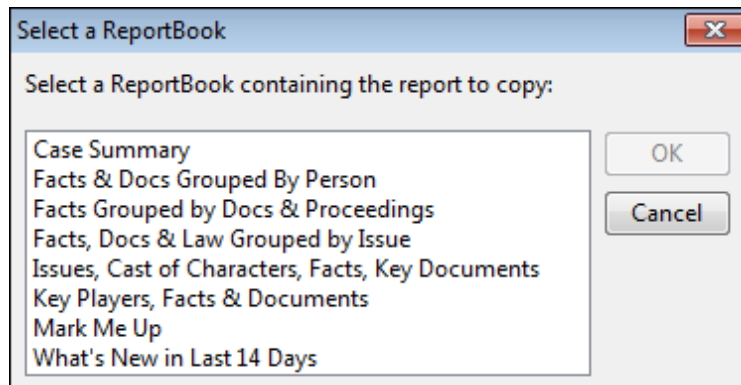 Select a ReportBook
Select a ReportBook containing the report to copy:
Case Summary
Facts & Docs Grouped By Person
Facts Grouped by Docs & Proceedings
Facts, Docs & Law Grouped by Issue
Issues, Cast of Characters, Facts, Key Documents
Key Players, Facts & Documents
Mark Me Up
What's New in Last 14 Days
OK
Cancel